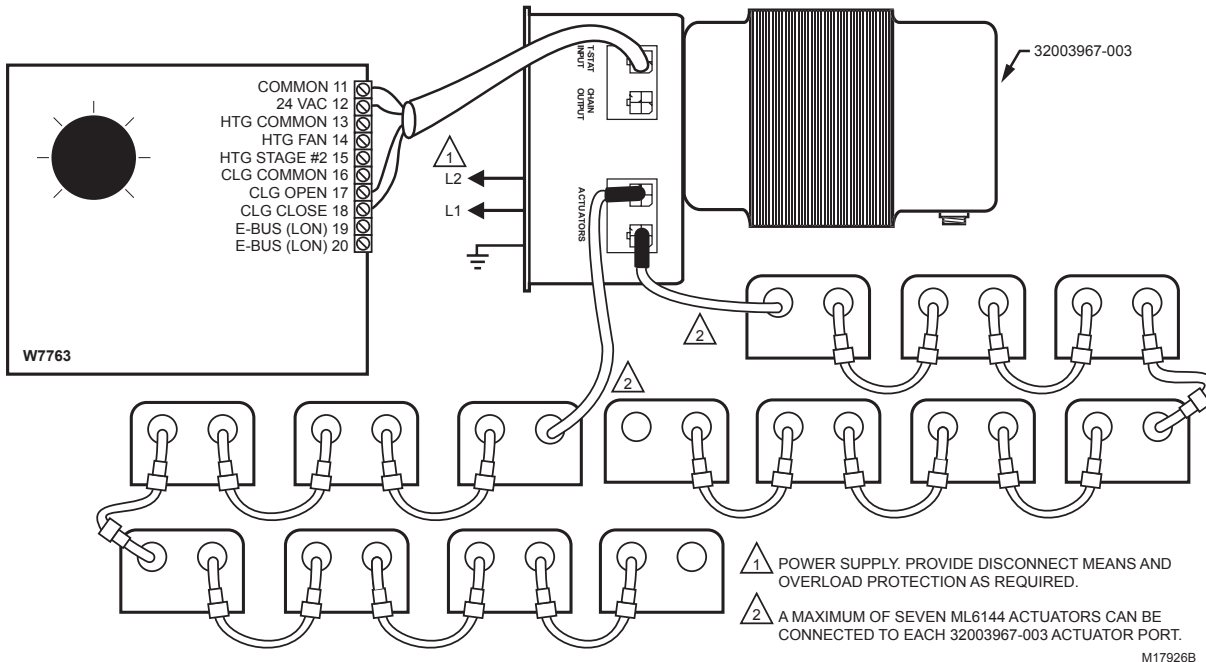 COMMON 11
24 VAC 12
HTG COMMON 13
HTG FAN 14
HTG STAGE #2 15
CLG COMMON 16
CLG OPEN 17
CLG CLOSE 18
E-BUS (LON) 19
E-BUS (LON) 20
W7763
T-STAT
INPUT
CHAIN
OUTPUT
ACTUATORS
1
L2
L1
32003967-003
2
2
1 POWER SUPPLY. PROVIDE DISCONNECT MEANS AND
OVERLOAD PROTECTION AS REQUIRED.
2 A MAXIMUM OF SEVEN ML6144 ACTUATORS CAN BE
CONNECTED TO EACH 32003967-003 ACTUATOR PORT.
M17926B